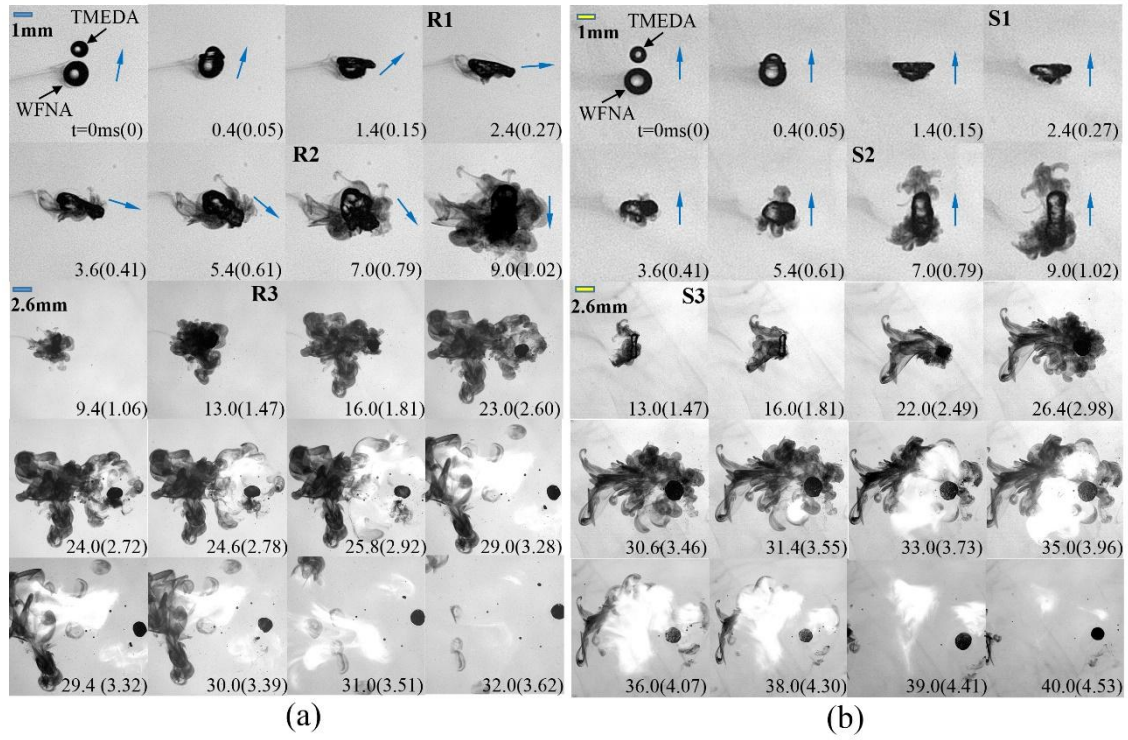 1mm
TMEDA
R1
WFNA
t=0ms(0)
0.4(0.05)
1.4(0.15)
2.4(0.27)
R2
3.6(0.41)
5.4(0.61)
7.0(0.79)
9.0(1.02)
2.6mm
R3
9.4(1.06)
13.0(1.47)
16.0(1.81)
23.0(2.60)
24.0(2.72)
24.6(2.78)
25.8(2.92)
29.0(3.28)
29.4(3.32)
30.0(3.39)
31.0(3.51)
32.0(3.62)
(a)
1mm
TMEDA
S1
WFNA
t=0ms(0)
0.4(0.05)
1.4(0.15)
2.4(0.27)
S2
3.6(0.41)
5.4(0.61)
7.0(0.79)
9.0(1.02)
2.6mm
S3
13.0(1.47)
16.0(1.81)
22.0(2.49)
26.4(2.98)
30.6(3.46)
31.4(3.55)
33.0(3.73)
35.0(3.96)
36.0(4.07)
38.0(4.30)
39.0(4.41)
40.0(4.53)
(b)